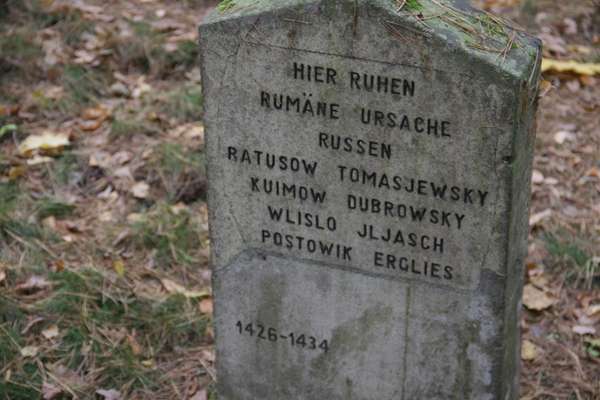 HIER RUHEN
RUMÄNE URSACHE
RUSSEN
RATUSOW TOMASJEWSKY
KUIMOW DUBROWSKY
WLISLO JLJASCH
POSTOWIK ERGLIES
1426-1434